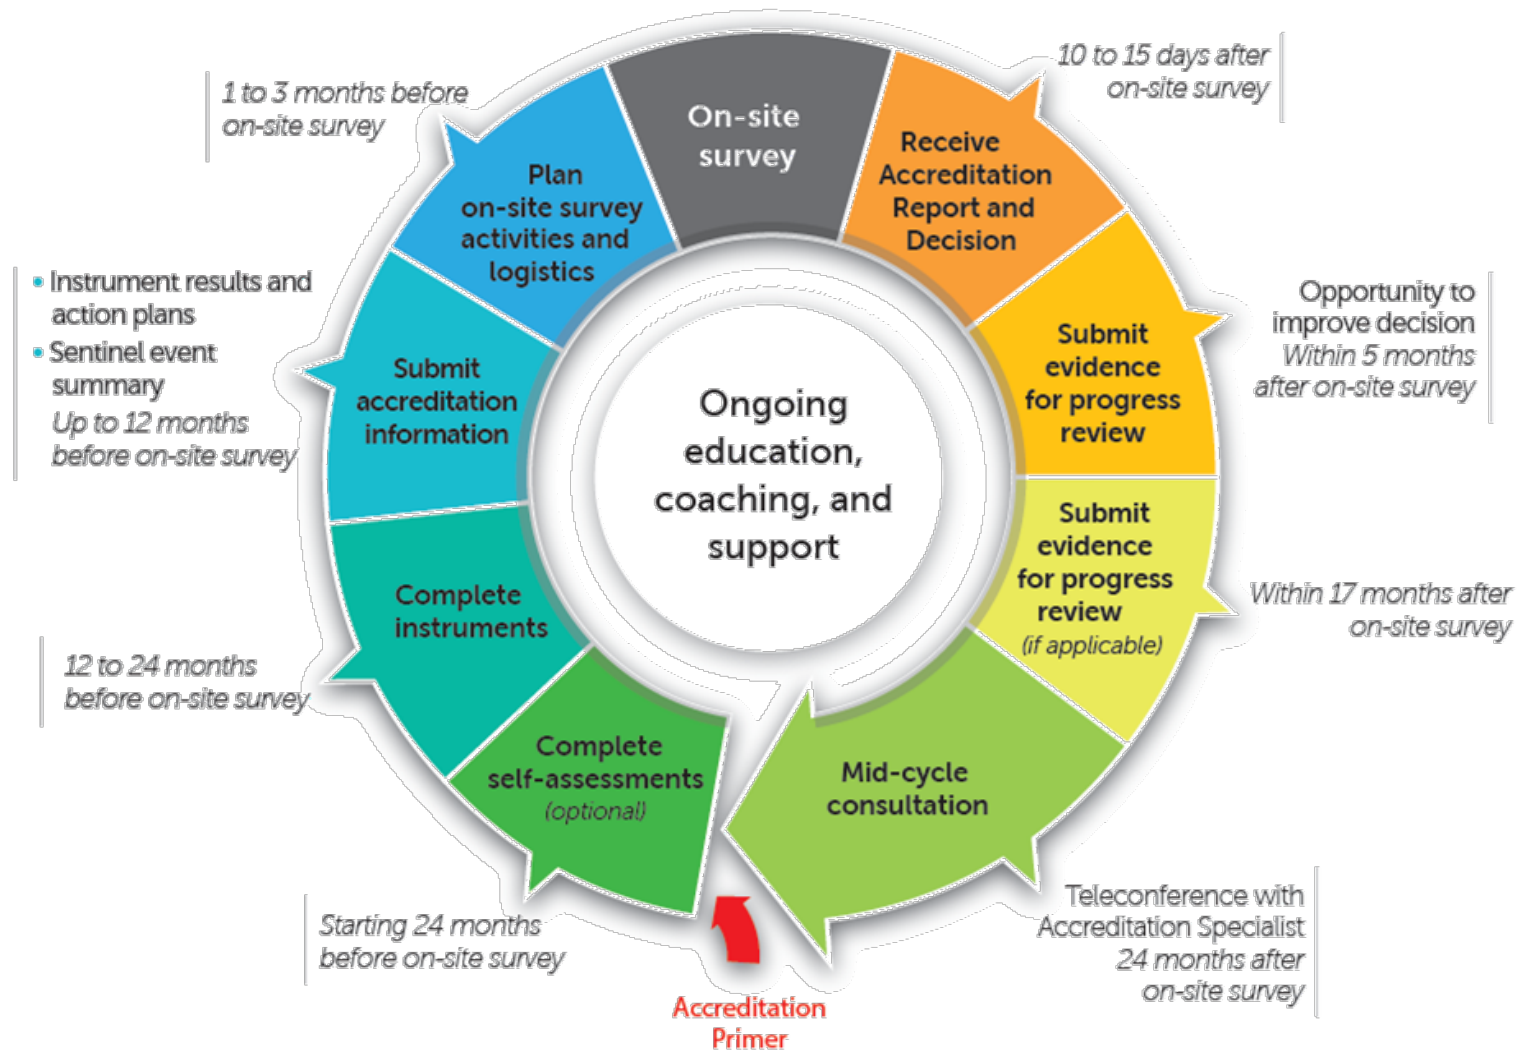 On-site
survey
10 to 15 days after
on-site survey
Receive
Accreditation
Report and
Decision
Opportunity to
improve decision
Within 5 months
after on-site survey
Submit
evidence
for progress
review
Within 17 months after
on-site survey
Submit
evidence
for progress
review
(if applicable)
Mid-cycle
consultation
Teleconference with
Accreditation Specialist
24 months after
on-site survey
Accreditation
Primer
Complete
self-assessments
(optional)
Starting 24 months
before on-site survey
Complete
instruments
12 to 24 months
before on-site survey
Submit
accreditation
information
• Instrument results and
action plans
• Sentinel event
summary
Up to 12 months
before on-site survey
Plan
on-site survey
activities and
logistics
1 to 3 months before
on-site survey
Ongoing
education,
coaching, and
support